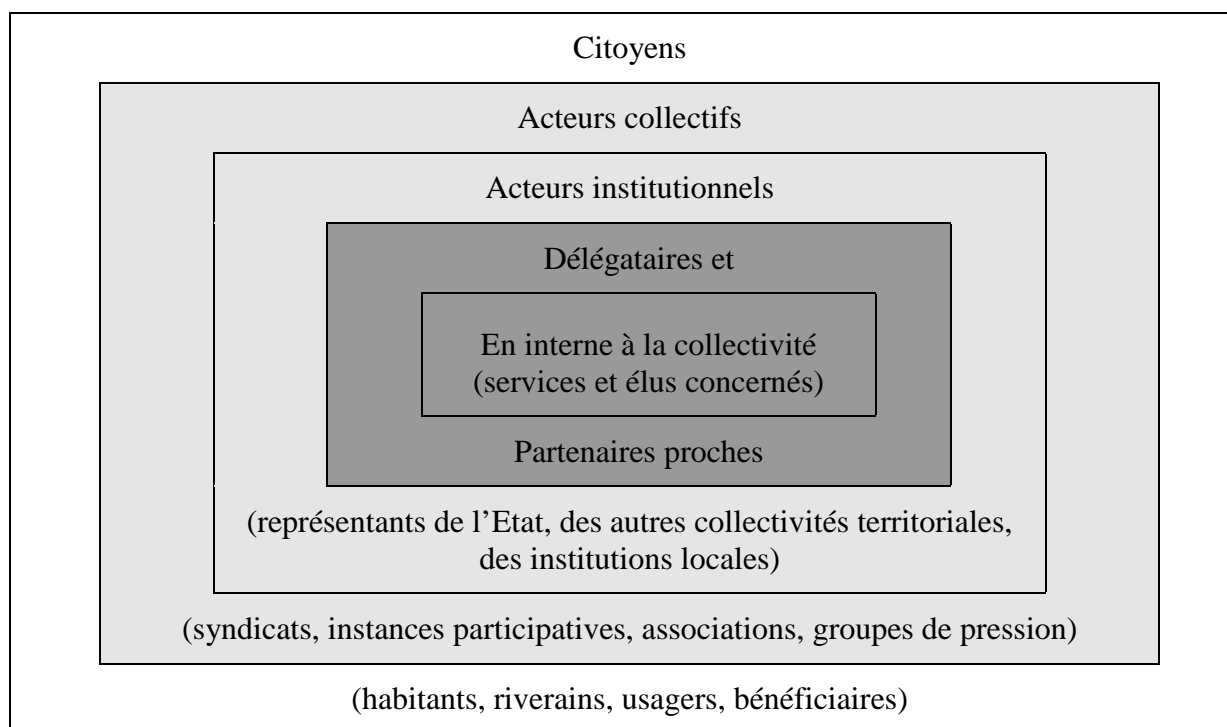 Citoyens
Acteurs collectifs
Acteurs institutionnels
Délégataires et
En interne à la collectivité
(services et élus concernés)
Partenaires proches
(représentants de l’Etat, des autres collectivités territoriales,
des institutions locales)
(syndicats, instances participatives, associations, groupes de pression)
(habitants, riverains, usagers, bénéficiaires)